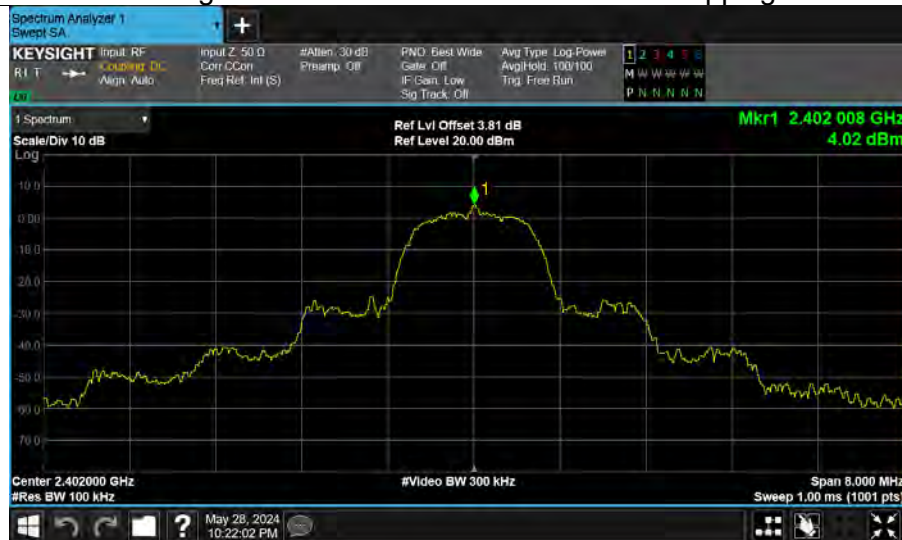 Spectrum Analyzer 1
Swept SA
+
KEYSIGHT Input: RF
R L T
Coupling: DC
Align: Auto
Input Z: 50 Ω
Corr CCorr
Freq Ref: Int (S)
#Atten: 30 dB
Preamp: Off
PNO: Best Wide
Gate: Off
IF Gain: Low
Sig Track: Off
Avg Type: Log-Power
Avg|Hold: 100/100
Trig: Free Run
1 2 3 4 5 6
M W W W W W
P N N N N N
1 Spectrum
Scale/Div 10 dB
Log
Ref Lvl Offset 3.81 dB
Ref Level 20.00 dBm
Mkr1 2.402 008 GHz
4.02 dBm
1
10.0
0.00
-10.0
-20.0
-30.0
-40.0
-50.0
-60.0
-70.0
Center 2.402000 GHz
#Res BW 100 kHz
#Video BW 300 kHz
Span 8.000 MHz
Sweep 1.00 ms (1001 pts)
?
May 28, 2024
10:22:02 PM